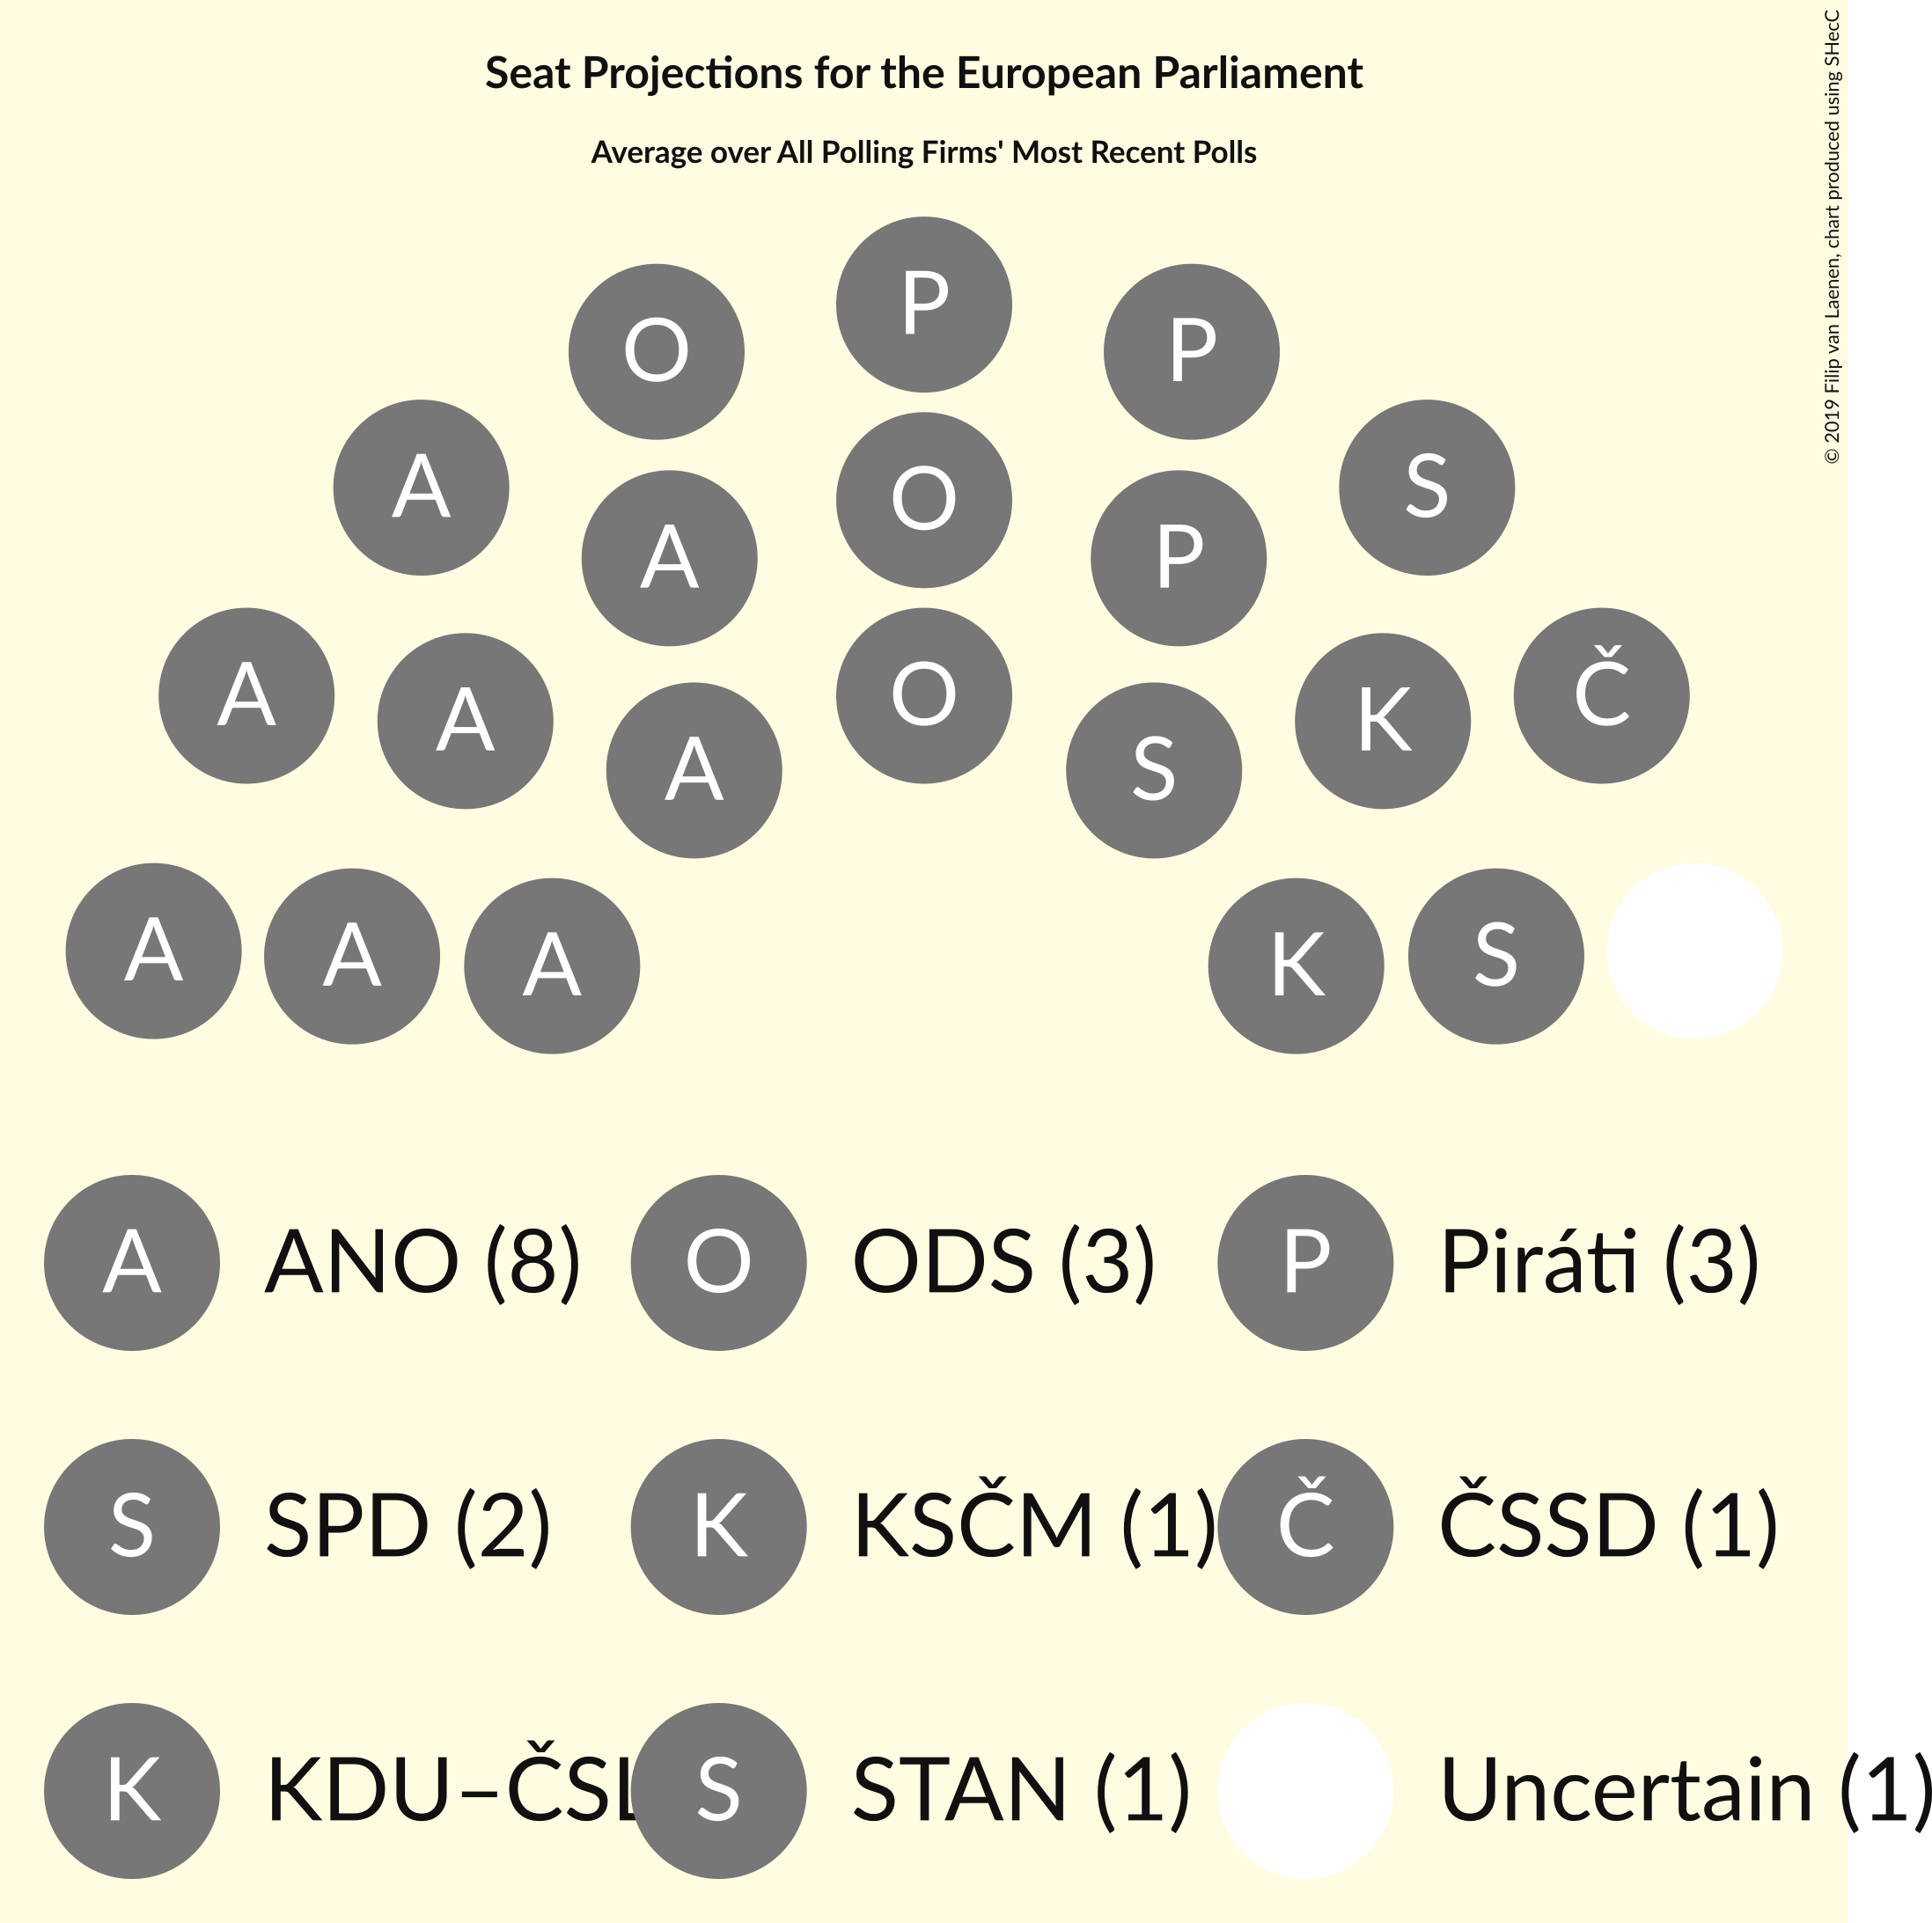 Seat Projections for the European Parliament
Average over All Polling Firms' Most Recent Polls
© 2019 Filip van Laenen, chart produced using SHecC
P
O P
A O S
A P
A O Č
A K
A S
A A A K S
A ANO (8) O ODS (3) P Piráti (3)
S SPD (2) K KSČM (1) Č ČSSD (1)
K KDU–ČSL S STAN (1) Uncertain (1)